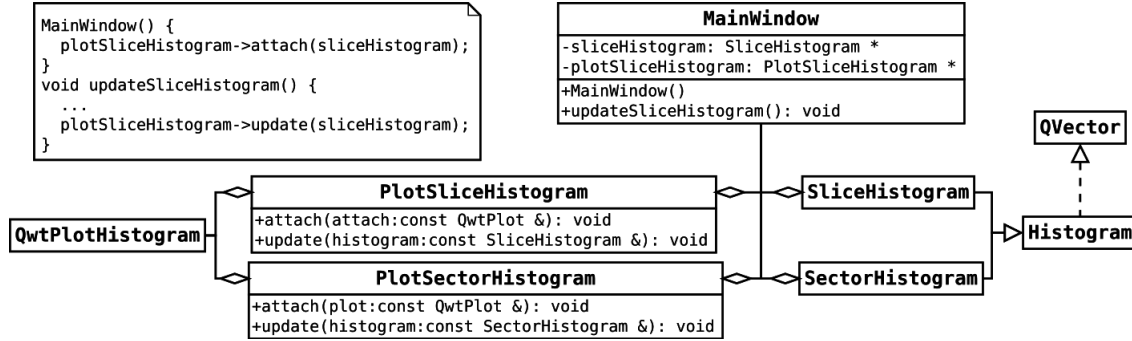 MainWindow() {
  plotSliceHistogram->attach(sliceHistogram);
}
void updateSliceHistogram() {
  ...
  plotSliceHistogram->update(sliceHistogram);
}
MainWindow
-sliceHistogram: SliceHistogram *
-plotSliceHistogram: PlotSliceHistogram *
+MainWindow()
+updateSliceHistogram(): void
QVector
PlotSliceHistogram
+attach(attach:const QwtPlot &): void
+update(histogram:const SliceHistogram &): void
SliceHistogram
QwtPlotHistogram
Histogram
PlotSectorHistogram
+attach(plot:const QwtPlot &): void
+update(histogram:const SectorHistogram &): void
SectorHistogram